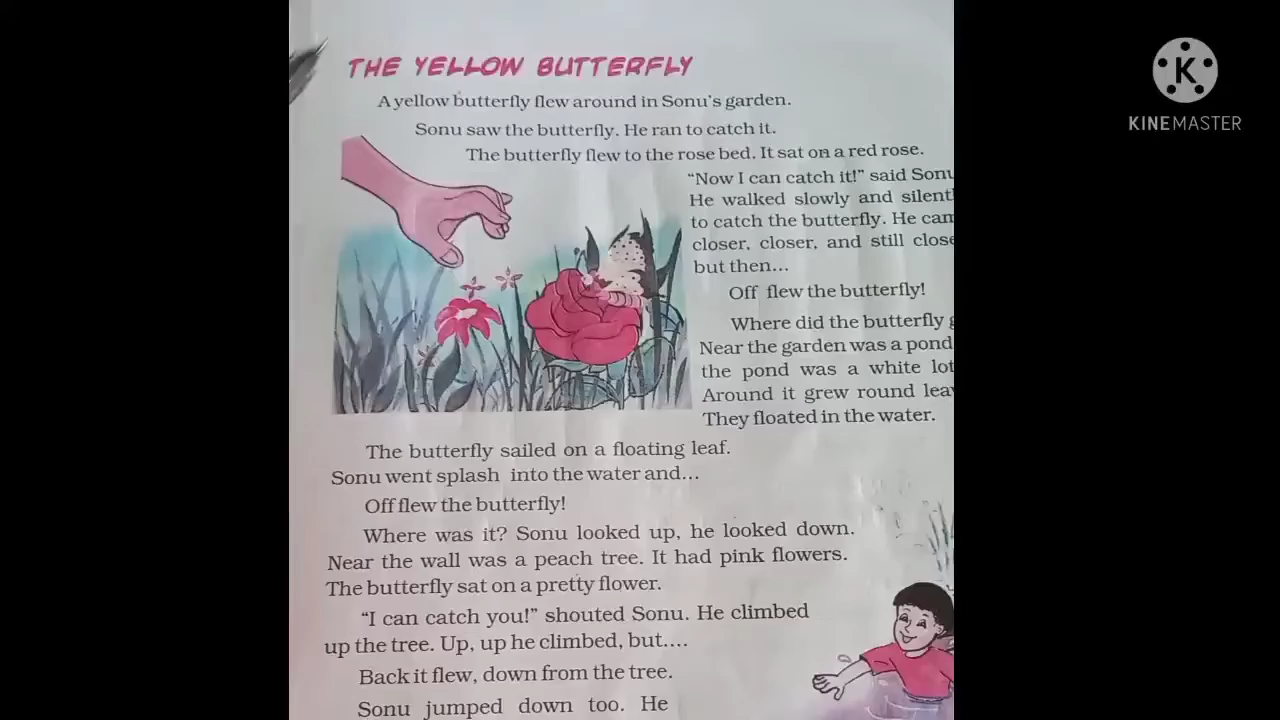 THE YELLOW BUTTERFLY
A yellow butterfly flew around in Sonu's garden.
Sonu saw the butterfly. He ran to catch it.
The butterfly flew to the rose bed. It sat on a red rose.
"Now I can catch it!" said Sonu
He walked slowly and silent
to catch the butterfly. He cam
closer, closer, and still close
but then...
Off flew the butterfly!
Where did the butterfly g
Near the garden was a pond
the pond was a white lot
Around it grew round lea
They floated in the water.
The butterfly sailed on a floating leaf.
Sonu went splash into the water and...
Off flew the butterfly!
Where was it? Sonu looked up, he looked down.
Near the wall was a peach tree. It had pink flowers.
The butterfly sat on a pretty flower.
"I can catch you!" shouted Sonu. He climbed
up the tree. Up, up he climbed, but....
Back it flew, down from the tree.
Sonu jumped down too. He
K
KINEMASTER